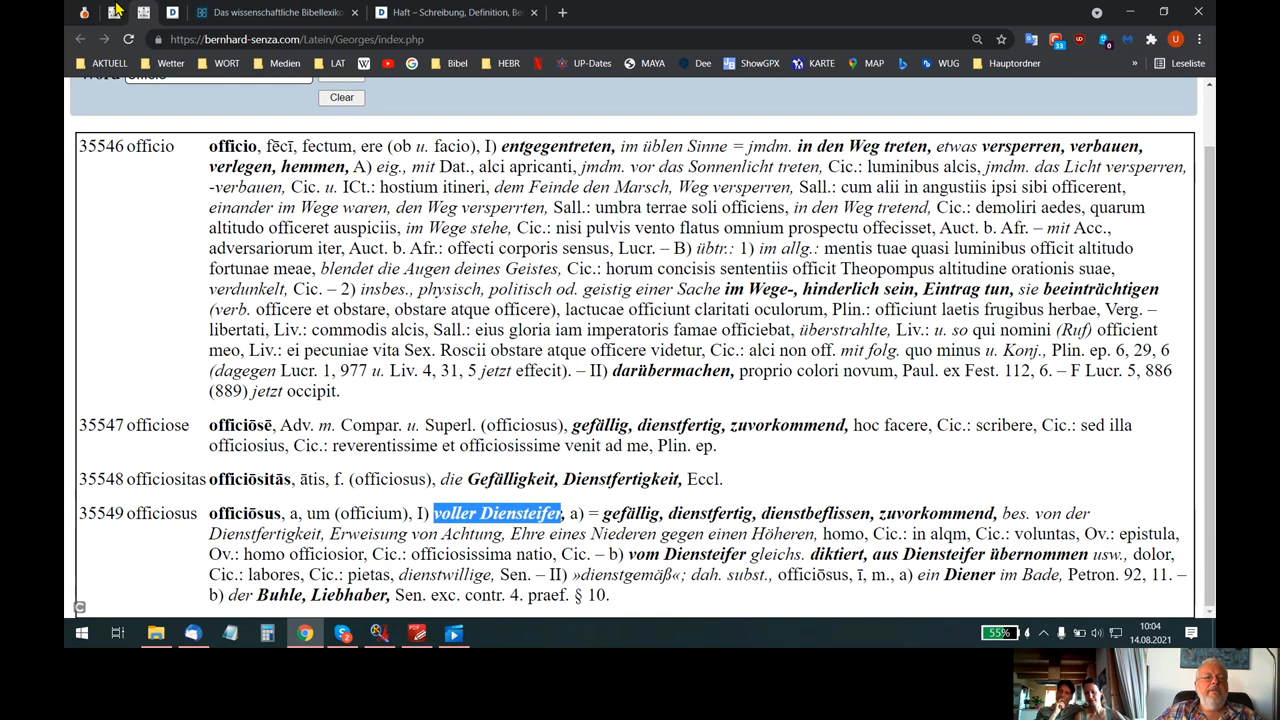 Das wissenschaftliche Bibellexiko
Haft – Schreibung, Definition, Be
https://bernhard-senza.com/Latein/Georges/index.php
AKTUELL Wetter WORT Medien LAT Bibel HEBR UP-Dates MAYA Dee ShowGPX KARTE MAP WUG Hauptordner » Leseliste
Clear
35546 officio officio, fēcī, fectum, ere (ob u. facio), I) entgegentreten, im üblen Sinne = jmdm. in den Weg treten, etwas versperren, verbauen,
verlegen, hemmen, A) eig., mit Dat., alci apricanti, jmdm. vor das Sonnenlicht treten, Cic.: luminibus alcis, jmdm. das Licht versperren,
-verbauen, Cic. u. ICt.: hostium itineri, dem Feinde den Marsch, Weg versperren, Sall.: cum alii in angustiis ipsi sibi officerent,
einander im Wege waren, den Weg versperrten, Sall.: umbra terrae soli officiens, in den Weg tretend, Cic.: demoliri aedes, quarum
altitudo officeret auspiciis, im Wege stehe, Cic.: nisi pulvis vento flatus omnium prospectu offecisset, Auct. b. Afr. – mit Acc.,
adversariorum iter, Auct. b. Afr.: offecti corporis sensus, Lucr. – B) übtr.: 1) im allg.: mentis tuae quasi luminibus officit altitudo
fortunae meae, blendet die Augen deines Geistes, Cic.: horum concisis sententiis officit Theopompus altitudine orationis suae,
verdunkelt, Cic. – 2) insbes., physisch, politisch od. geistig einer Sache im Wege-, hinderlich sein, Eintrag tun, sie beeinträchtigen
(verb. officere et obstare, obstare atque officere), lactucae officiunt claritati oculorum, Plin.: officiunt laetis frugibus herbae, Verg. –
libertati, Liv.: commodis alcis, Sall.: eius gloria iam imperatoris famae officiebat, überstrahlte, Liv.: u. so qui nomini (Ruf) officient
meo, Liv.: ei pecuniae vita Sex. Roscii obstare atque officere videtur, Cic.: alci non off. mit folg. quo minus u. Konj., Plin. ep. 6, 29, 6
(dagegen Lucr. 1, 977 u. Liv. 4, 31, 5 jetzt effecit). – II) darübermachen, proprio colori novum, Paul. ex Fest. 112, 6. – F Lucr. 5, 886
(889) jetzt occipit.
35547 officiose officiōsē, Adv. m. Compar. u. Superl. (officiosus), gefällig, dienstfertig, zuvorkommend, hoc facere, Cic.: scribere, Cic.: sed illa
officiosius, Cic.: reverentissime et officiosissime venit ad me, Plin. ep.
35548 officiositas officiōsitās, ātis, f. (officiosus), die Gefälligkeit, Dienstfertigkeit, Eccl.
35549 officiosus officiōsus, a, um (officium), I) voller Diensteifer, a) = gefällig, dienstfertig, dienstbeflissen, zuvorkommend, bes. von der
Dienstfertigkeit, Erweisung von Achtung, Ehre eines Niederen gegen einen Höheren, homo, Cic.: in alqm, Cic.: voluntas, Ov.: epistula,
Ov.: homo officiosior, Cic.: officiosissima natio, Cic. – b) vom Diensteifer gleichs. diktiert, aus Diensteifer übernommen usw., dolor,
Cic.: labores, Cic.: pietas, dienstwillige, Sen. – II) »dienstgemäß«; dah. subst., officiōsus, ī, m., a) ein Diener im Bade, Petron. 92, 11. –
b) der Buhle, Liebhaber, Sen. exc. contr. 4. praef. § 10.
55% 10:04
14.08.2021